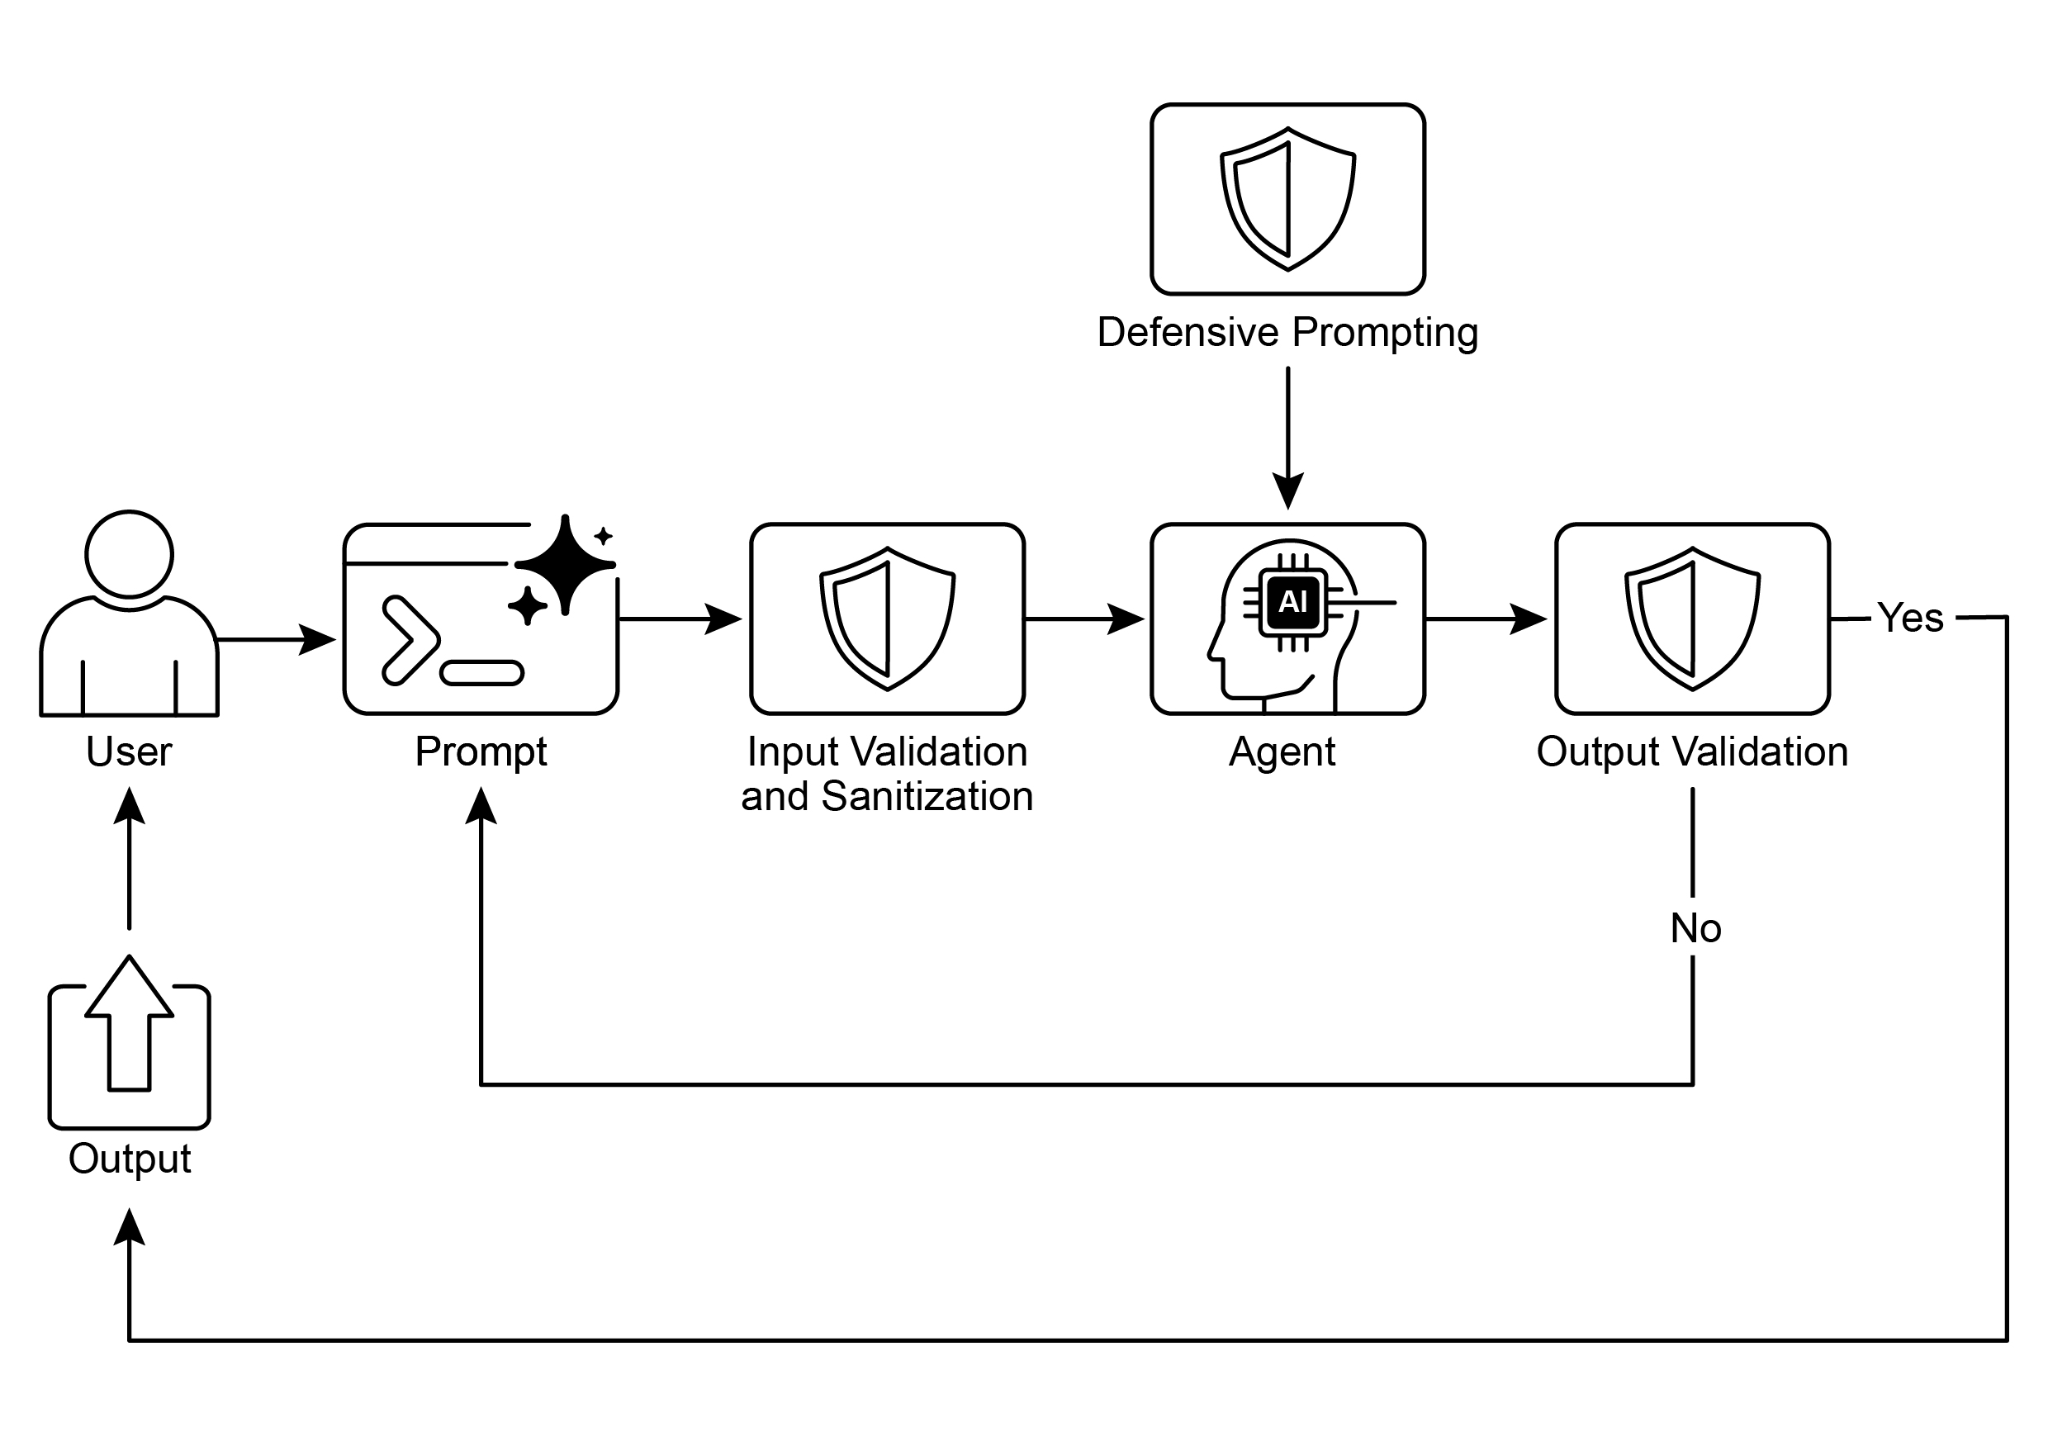 Defensive Prompting
AI
Yes
User
Prompt
Input Validation
and Sanitization
Agent
Output Validation
No
Output